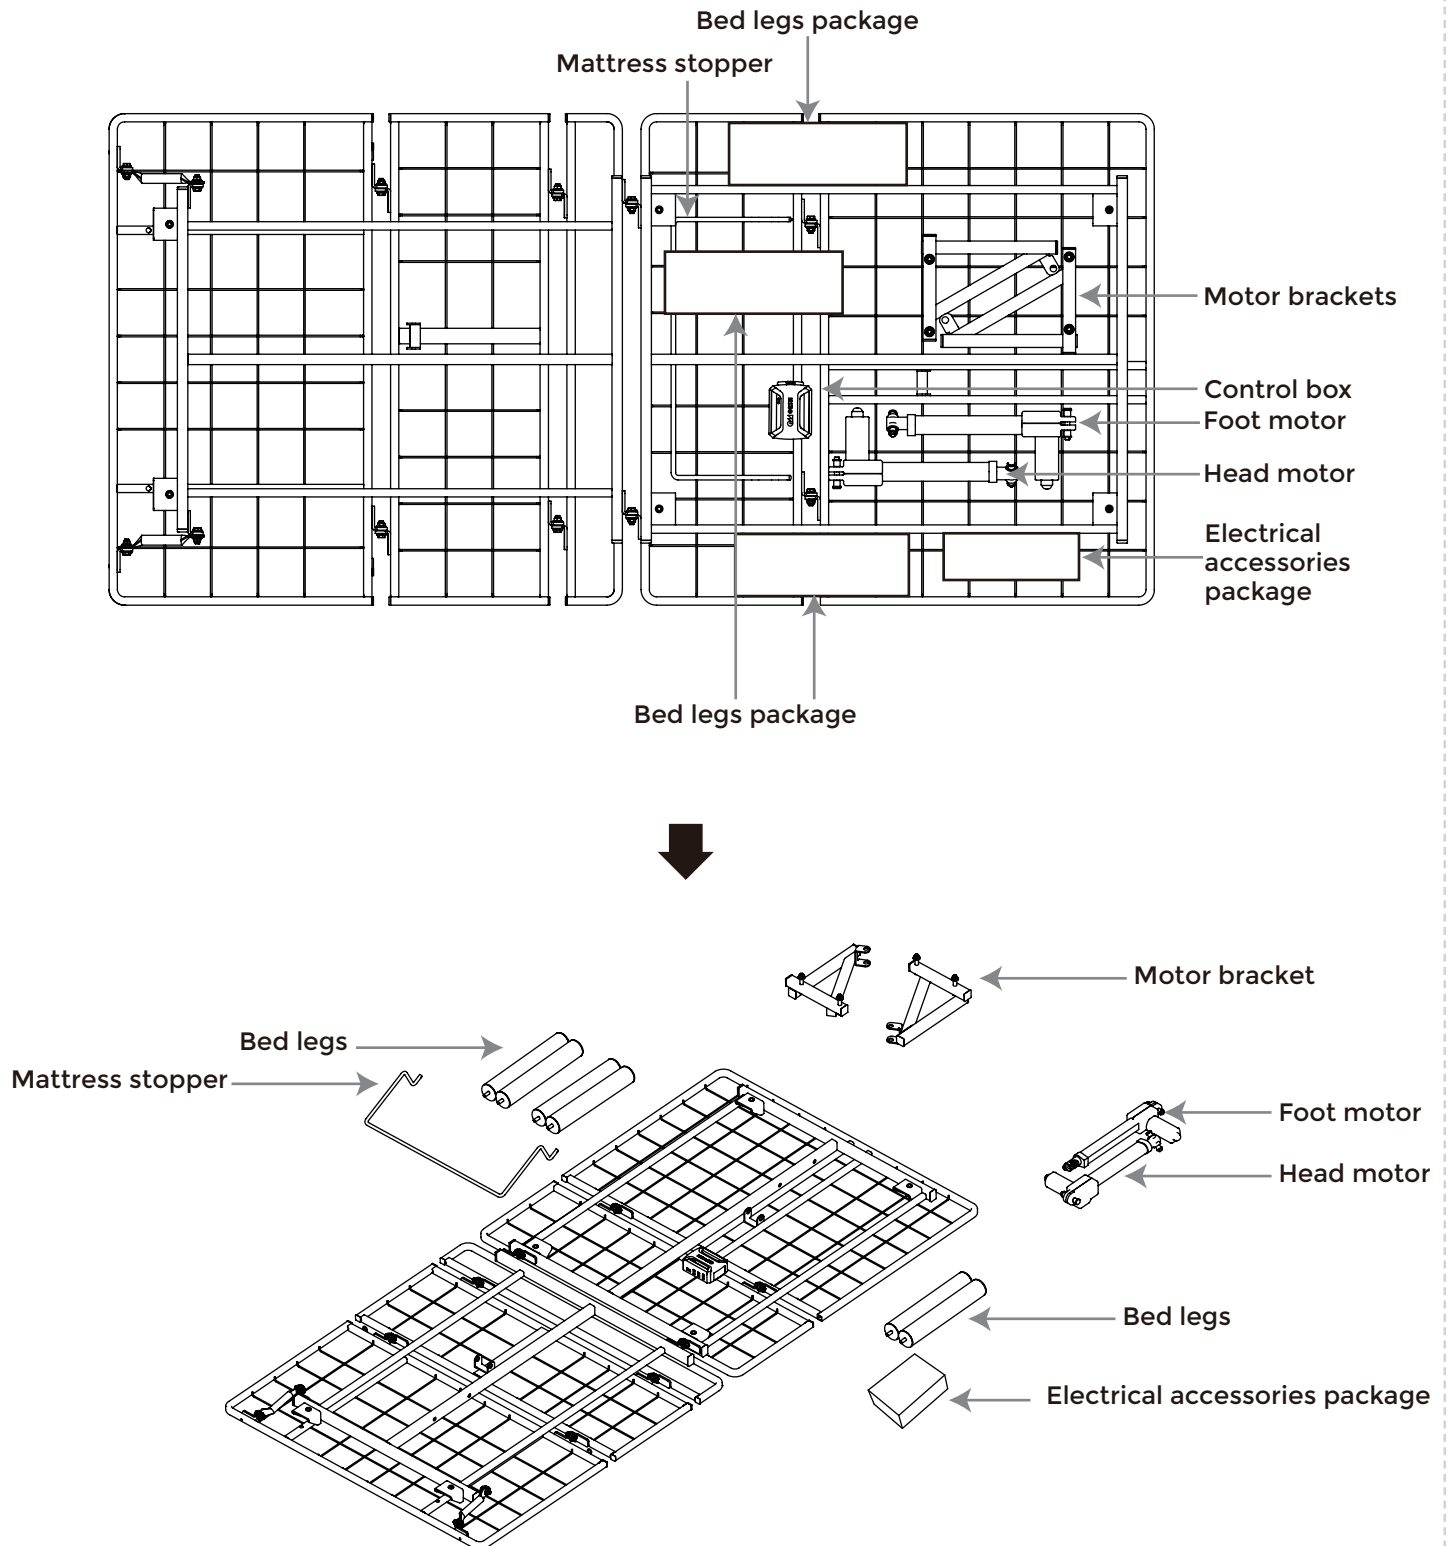 Bed legs package
Mattress stopper
Motor brackets
Control box
Foot motor
Head motor
Electrical
accessories
package
Bed legs package
Motor bracket
Bed legs
Mattress stopper
Foot motor
Head motor
Bed legs
Electrical accessories package